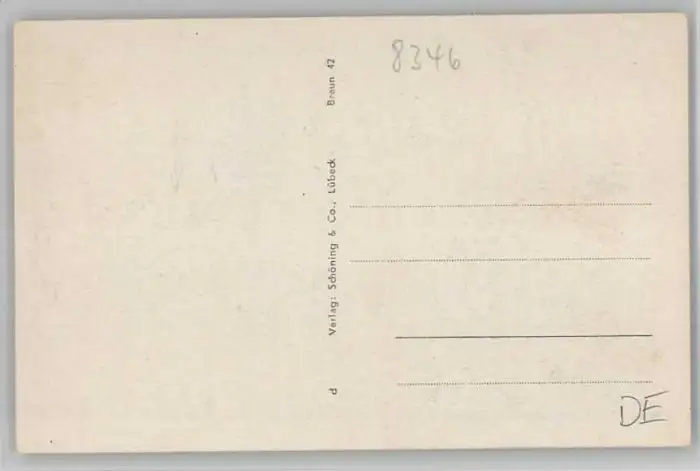 8346
d Verlag: Schöning & Co., Lübeck Braun 42
DE